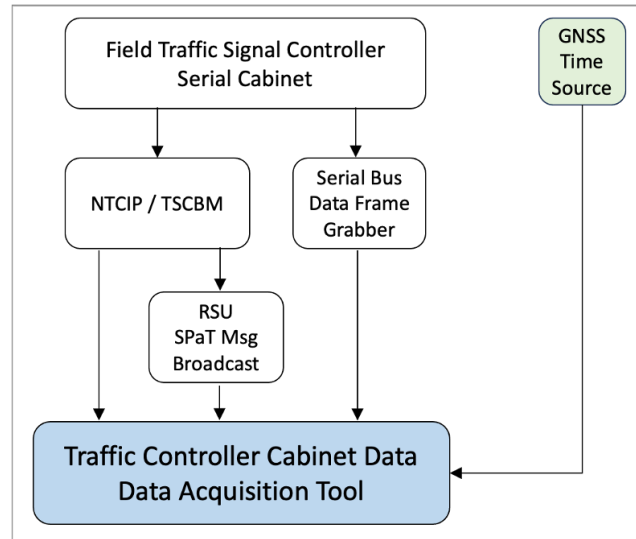 Field Traffic Signal Controller
Serial Cabinet
GNSS
Time
Source
NTCIP / TSCBM
Serial Bus
Data Frame
Grabber
RSU
SPaT Msg
Broadcast
Traffic Controller Cabinet Data
Data Acquisition Tool